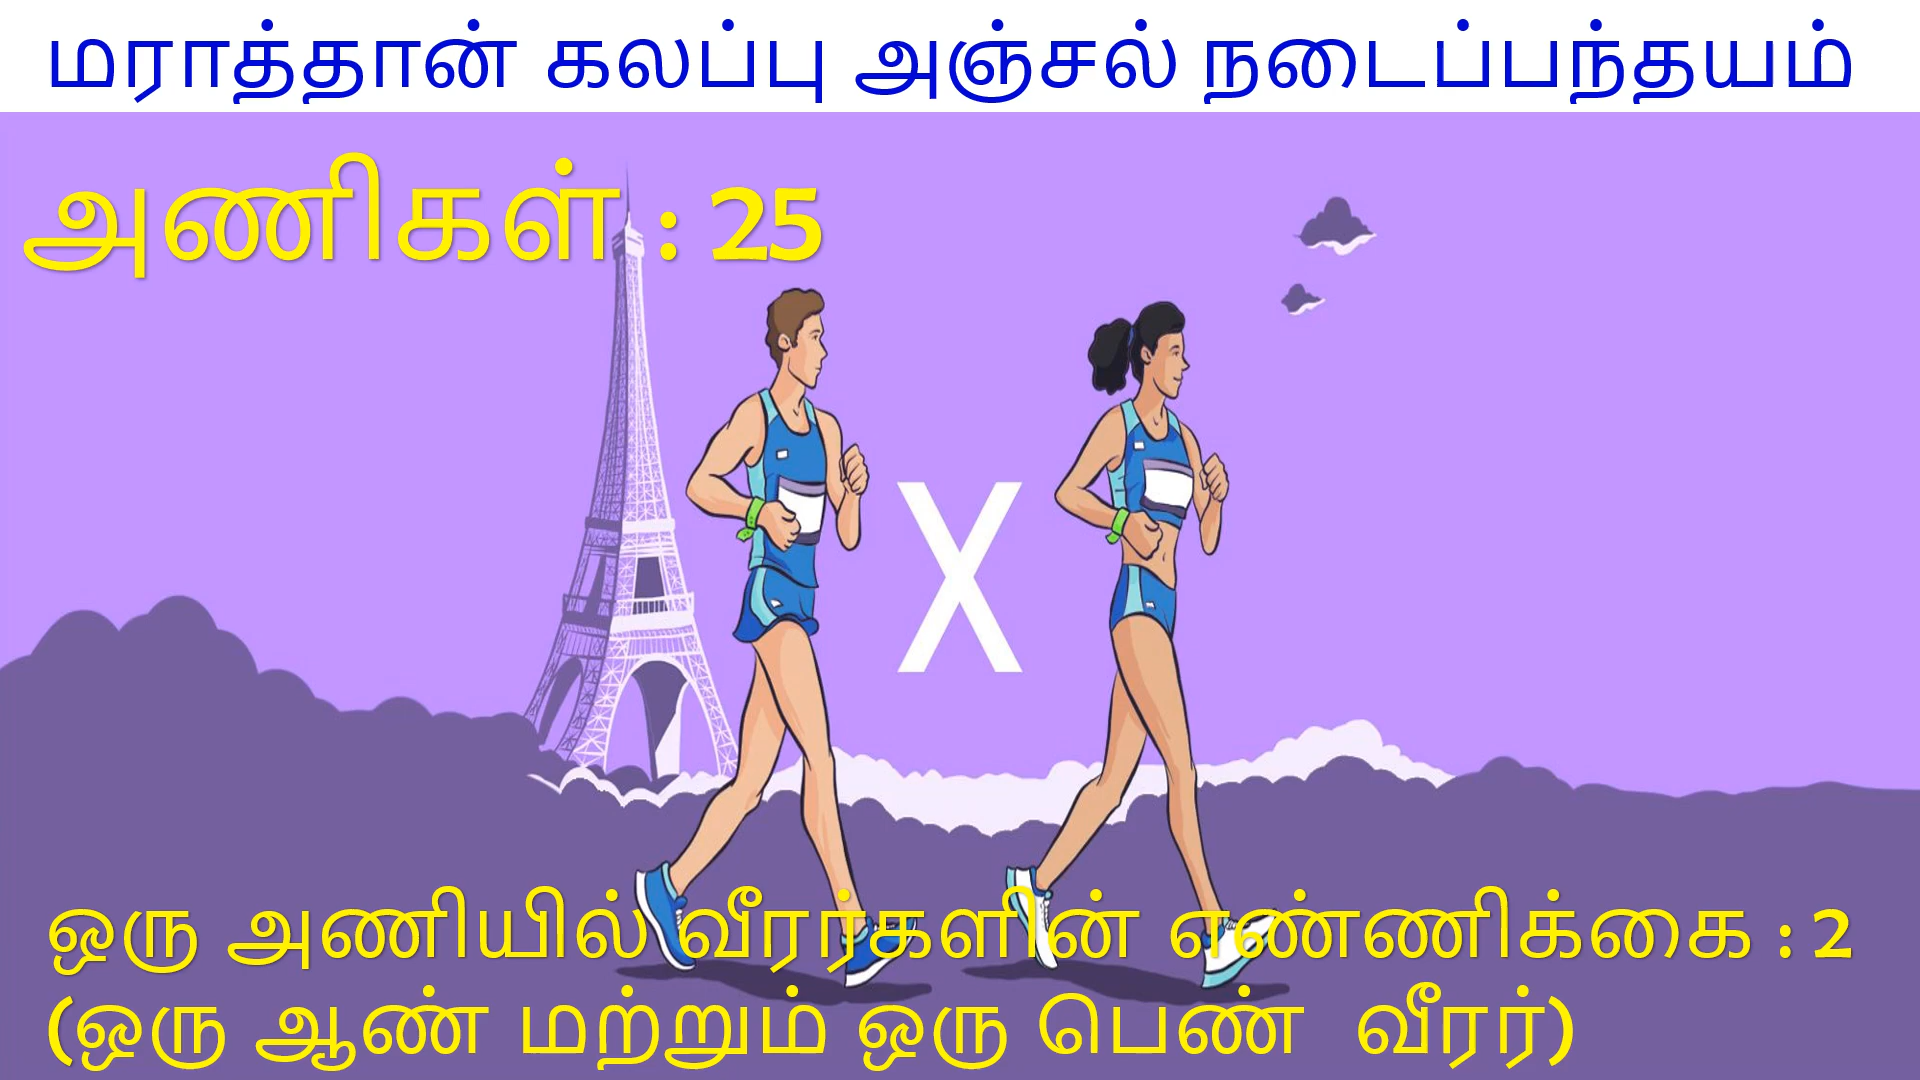 மராத்தான் கலப்பு அஞ்சல் நடைப்பந்தயம்
அணிகள் : 25
X
ஒரு அணியில் வீரர்களின் எண்ணிக்கை : 2
(ஒரு ஆண் மற்றும் ஒரு பெண் வீரர்)